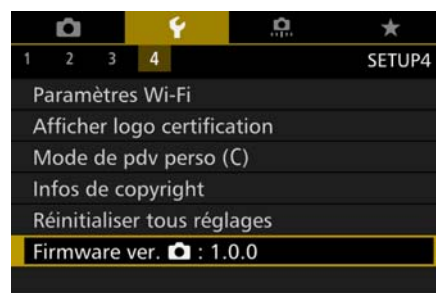 1 2 3 4 SETUP4
Paramètres Wi-Fi
Afficher logo certification
Mode de pdv perso (C)
Infos de copyright
Réinitialiser tous réglages
Firmware ver. : 1.0.0